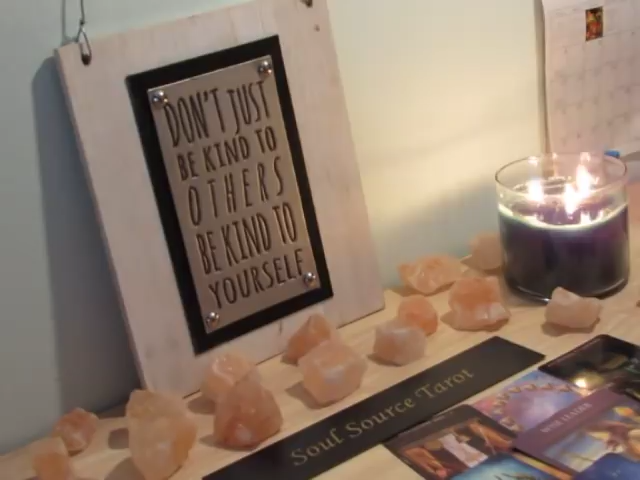 DON'T JUST
BE KIND TO
OTHERS
BE KIND TO
YOURSELF
Soul Source Tarot